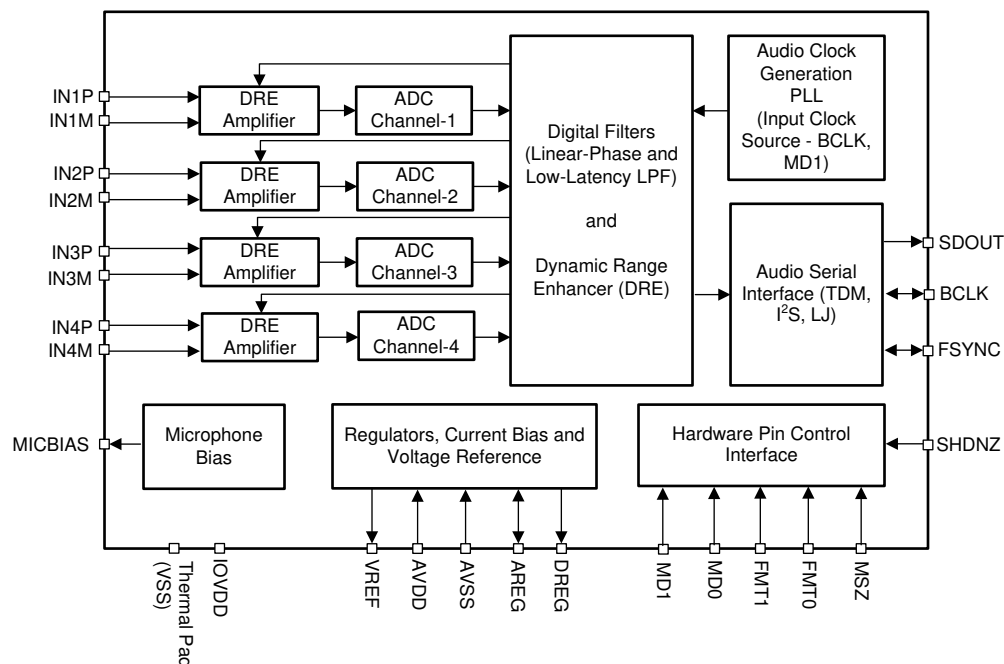 IN1P
IN1M
IN2P
IN2M
IN3P
IN3M
IN4P
IN4M
MICBIAS
DRE
Amplifier
ADC
Channel-1
DRE
Amplifier
ADC
Channel-2
DRE
Amplifier
ADC
Channel-3
DRE
Amplifier
ADC
Channel-4
Digital Filters
(Linear-Phase and
Low-Latency LPF)
and
Dynamic Range
Enhancer (DRE)
Audio Clock
Generation
PLL
(Input Clock
Source - BCLK,
MD1)
Audio Serial
Interface (TDM,
I²S, LJ)
SDOUT
BCLK
FSYNC
SHDNZ
Microphone
Bias
Regulators, Current Bias and
Voltage Reference
Hardware Pin Control
Interface
Thermal Pad
(VSS)
IOVDD
VREF
AVDD
AVSS
AREG
DREG
MD1
MD0
FMT1
FMT0
MSZ